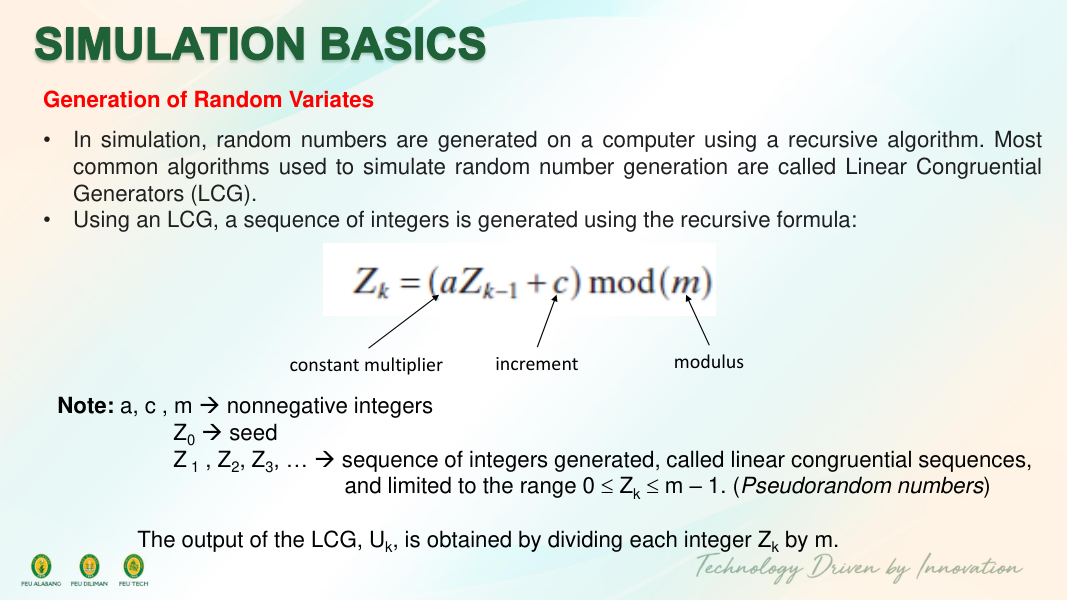 SIMULATION BASICS
Generation of Random Variates
• In simulation, random numbers are generated on a computer using a recursive algorithm. Most
common algorithms used to simulate random number generation are called Linear Congruential
Generators (LCG).
• Using an LCG, a sequence of integers is generated using the recursive formula:
Zₖ = (aZₖ₋₁ + c) mod(m)
constant multiplier increment modulus
Note: a, c , m → nonnegative integers
Z₀ → seed
Z ₁ , Z₂, Z₃, … → sequence of integers generated, called linear congruential sequences,
and limited to the range 0 ≤ Zₖ ≤ m – 1. (Pseudorandom numbers)
The output of the LCG, Uₖ, is obtained by dividing each integer Zₖ by m.
FEU ALABANG FEU DILIMAN FEU TECH
Technology Driven by Innovation